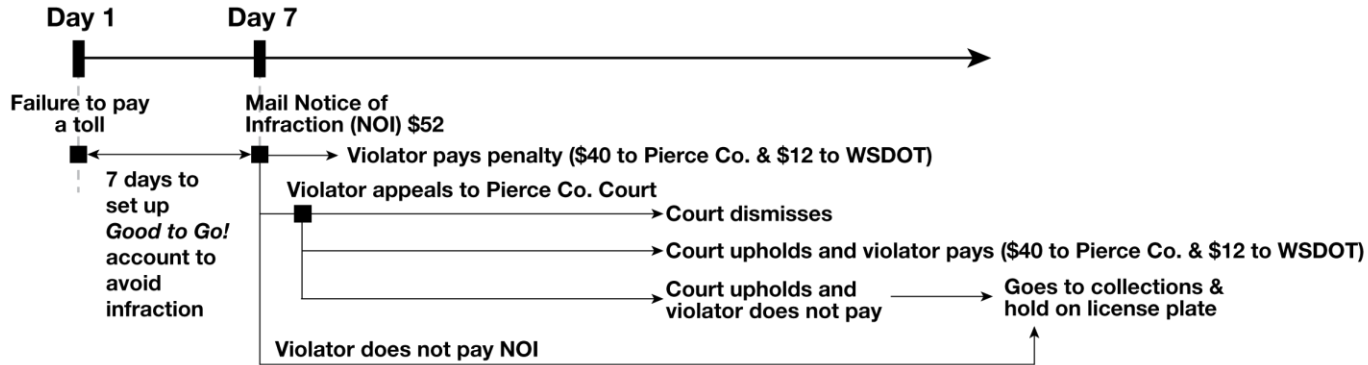 Day 1
Day 7
Failure to pay
a toll
Mail Notice of
Infraction (NOI) $52
Violator pays penalty ($40 to Pierce Co. & $12 to WSDOT)
7 days to
set up
Good to Go!
account to
avoid
infraction
Violator appeals to Pierce Co. Court
Court dismisses
Court upholds and violator pays ($40 to Pierce Co. & $12 to WSDOT)
Court upholds and
violator does not pay
Goes to collections &
hold on license plate
Violator does not pay NOI